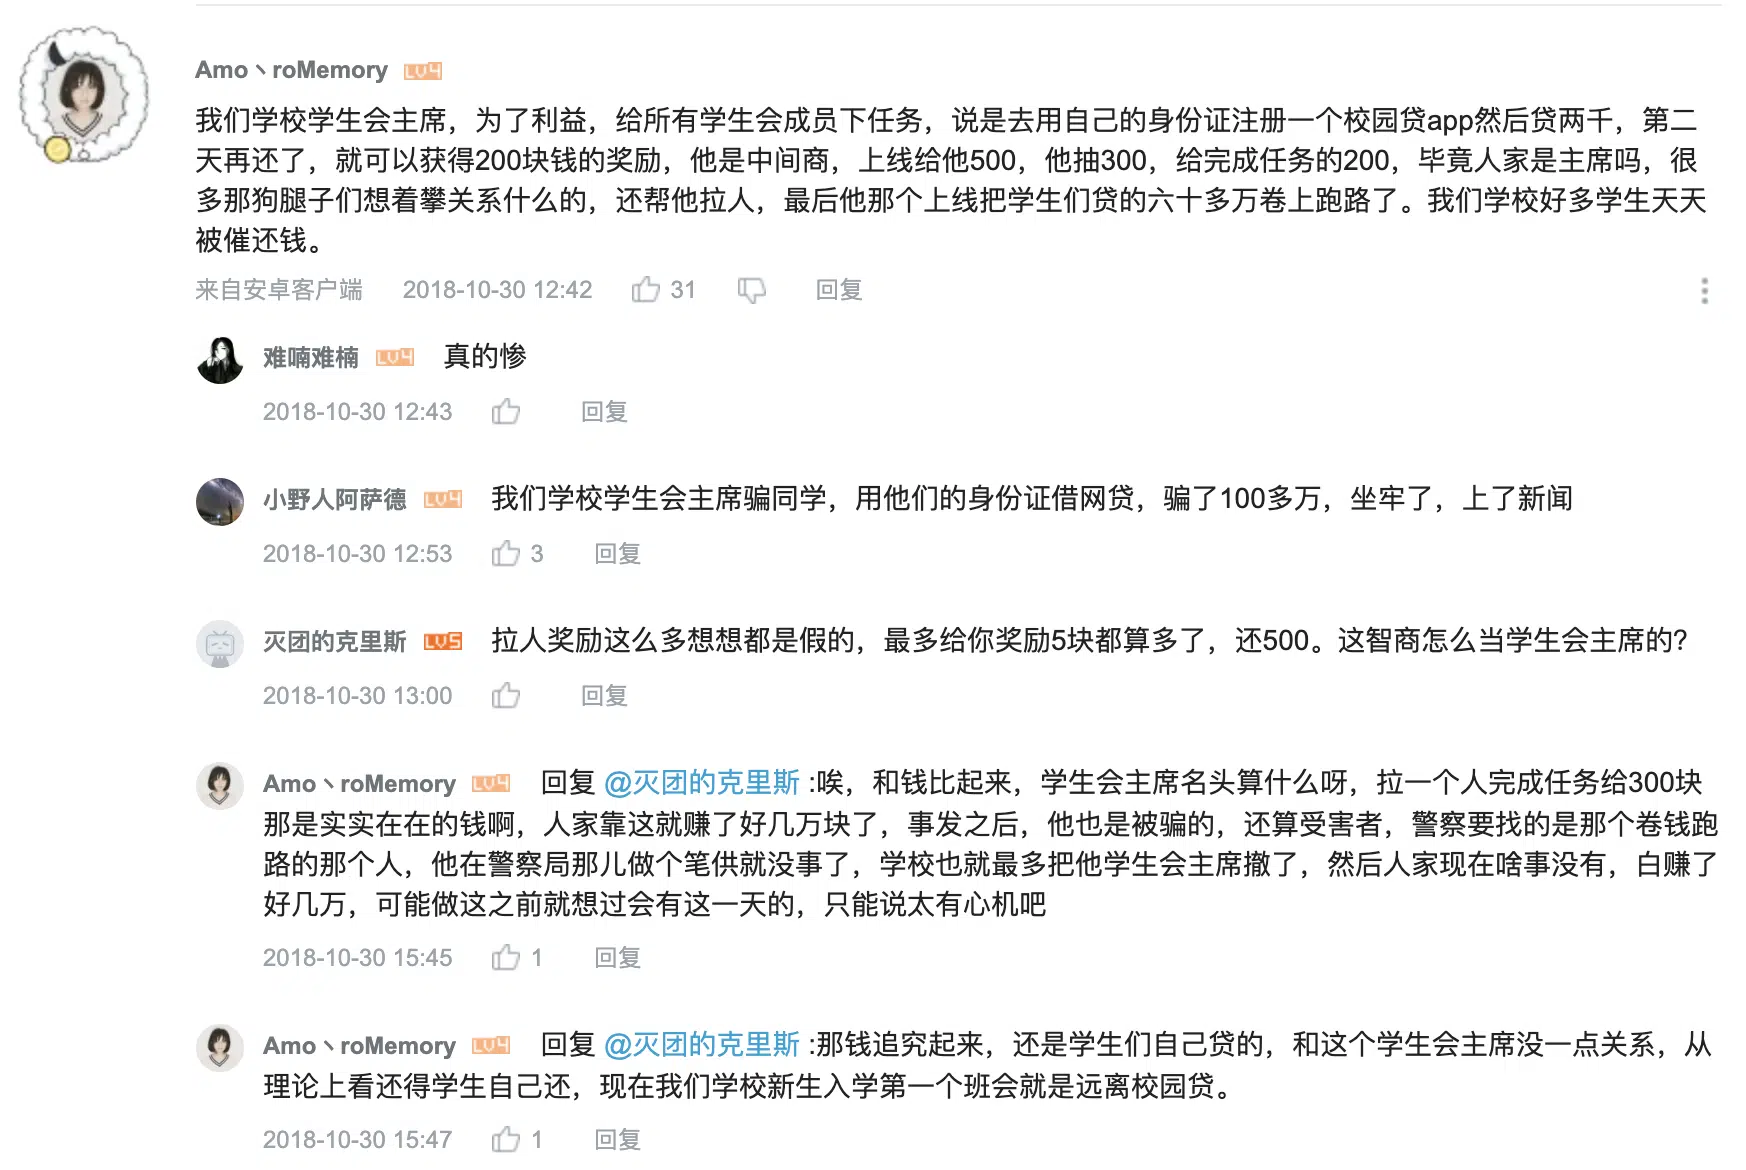 Amo丶roMemory LV4
我们学校学生会主席，为了利益，给所有学生会成员下任务，说是去用自己的身份证注册一个校园贷app然后贷两千，第二
天再还了，就可以获得200块钱的奖励，他是中间商，上线给他500，他抽300，给完成任务的200，毕竟人家是主席吗，很
多那狗腿子们想着攀关系什么的，还帮他拉人，最后他那个上线把学生们贷的六十多万卷上跑路了。我们学校好多学生天天
被催还钱。
来自安卓客户端 2018-10-30 12:42 31 回复
难喃难楠 LV4 真的惨
2018-10-30 12:43 回复
小野人阿萨德 LV4 我们学校学生会主席骗同学，用他们的身份证借网贷，骗了100多万，坐牢了，上了新闻
2018-10-30 12:53 3 回复
灭团的克里斯 LV5 拉人奖励这么多想想都是假的，最多给你奖励5块都算多了，还500。这智商怎么当学生会主席的?
2018-10-30 13:00 回复
Amo丶roMemory LV4 回复 @灭团的克里斯 :唉，和钱比起来，学生会主席名头算什么呀，拉一个人完成任务给300块
那是实实在在的钱啊，人家靠这就赚了好几万块了，事发之后，他也是被骗的，还算受害者，警察要找的是那个卷钱跑
路的那个人，他在警察局那儿做个笔供就没事了，学校也就最多把他学生会主席撤了，然后人家现在啥事没有，白赚了
好几万，可能做这之前就想过会有这一天的，只能说太有心机吧
2018-10-30 15:45 1 回复
Amo丶roMemory LV4 回复 @灭团的克里斯 :那钱追究起来，还是学生们自己贷的，和这个学生会主席没一点关系，从
理论上看还得学生自己还，现在我们学校新生入学第一个班会就是远离校园贷。
2018-10-30 15:47 1 回复